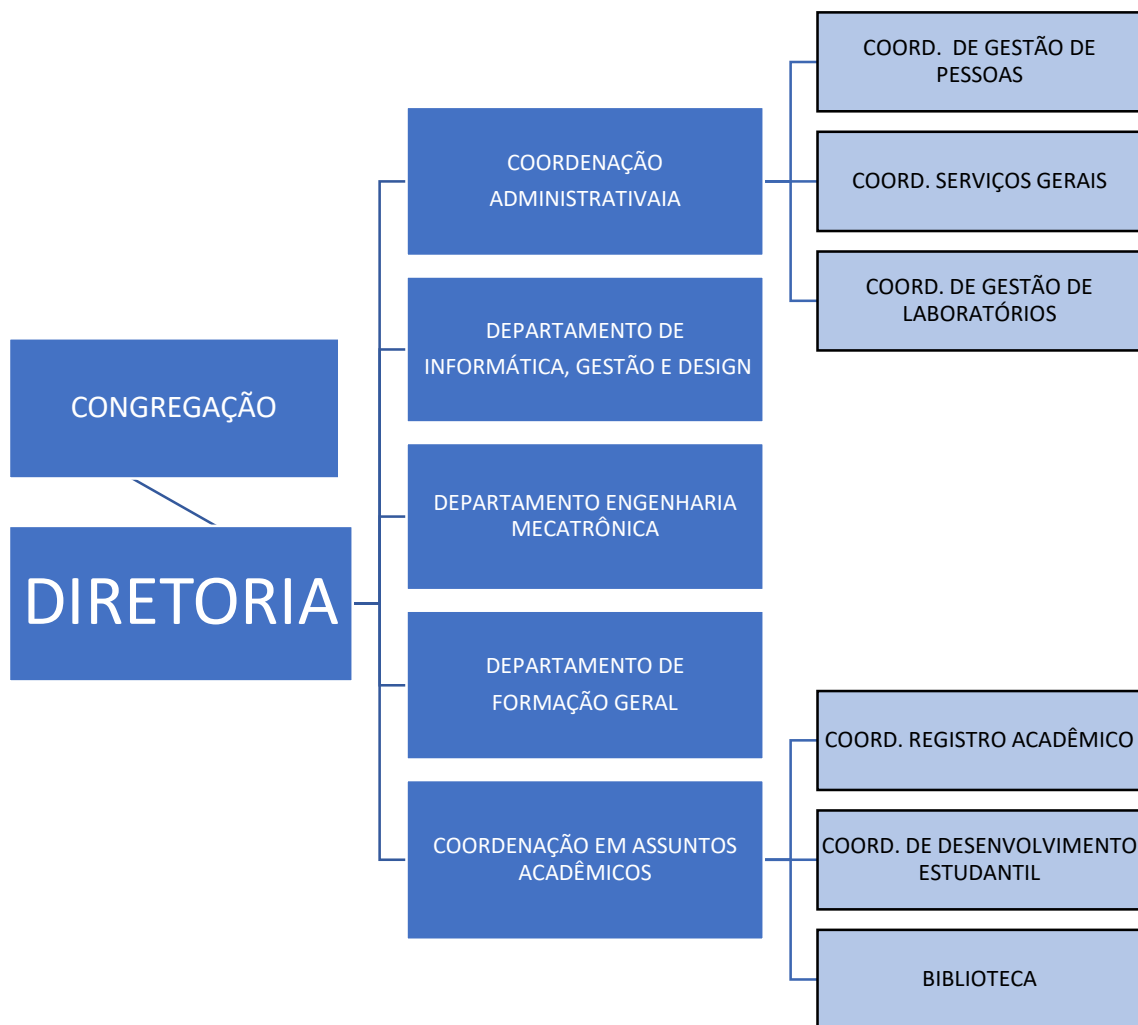 CONGREGAÇÃO
DIRETORIA
COORDENAÇÃO
ADMINISTRATIVAIA
DEPARTAMENTO DE
INFORMÁTICA, GESTÃO E DESIGN
DEPARTAMENTO ENGENHARIA
MECATRÔNICA
DEPARTAMENTO DE
FORMAÇÃO GERAL
COORDENAÇÃO EM ASSUNTOS
ACADÊMICOS
COORD. DE GESTÃO DE
PESSOAS
COORD. SERVIÇOS GERAIS
COORD. DE GESTÃO DE
LABORATÓRIOS
COORD. REGISTRO ACADÊMICO
COORD. DE DESENVOLVIMENTO
ESTUDANTIL
BIBLIOTECA